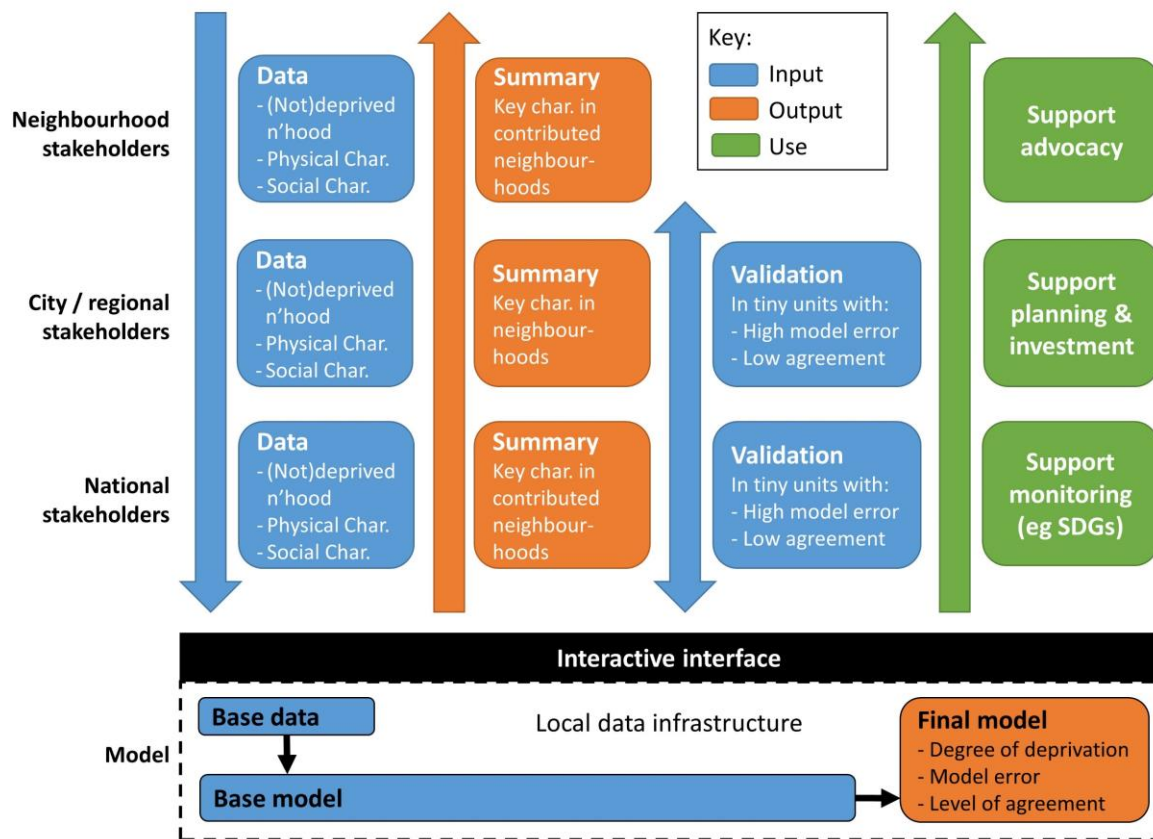 Key:
Input
Output
Use
Neighbourhood
stakeholders
Data
- (Not)deprived
n'hood
- Physical Char.
- Social Char.
Summary
Key char. in
contributed
neighbour-
hoods
Support
advocacy
City / regional
stakeholders
Data
- (Not)deprived
n'hood
- Physical Char.
- Social Char.
Summary
Key char. in
neighbour-
hoods
Validation
In tiny units with:
- High model error
- Low agreement
Support
planning &
investment
National
stakeholders
Data
- (Not)deprived
n'hood
- Physical Char.
- Social Char.
Summary
Key char. in
contributed
neighbour-
hoods
Validation
In tiny units with:
- High model error
- Low agreement
Support
monitoring
(eg SDGs)
Interactive interface
Model
Base data
Local data infrastructure
Base model
Final model
- Degree of deprivation
- Model error
- Level of agreement